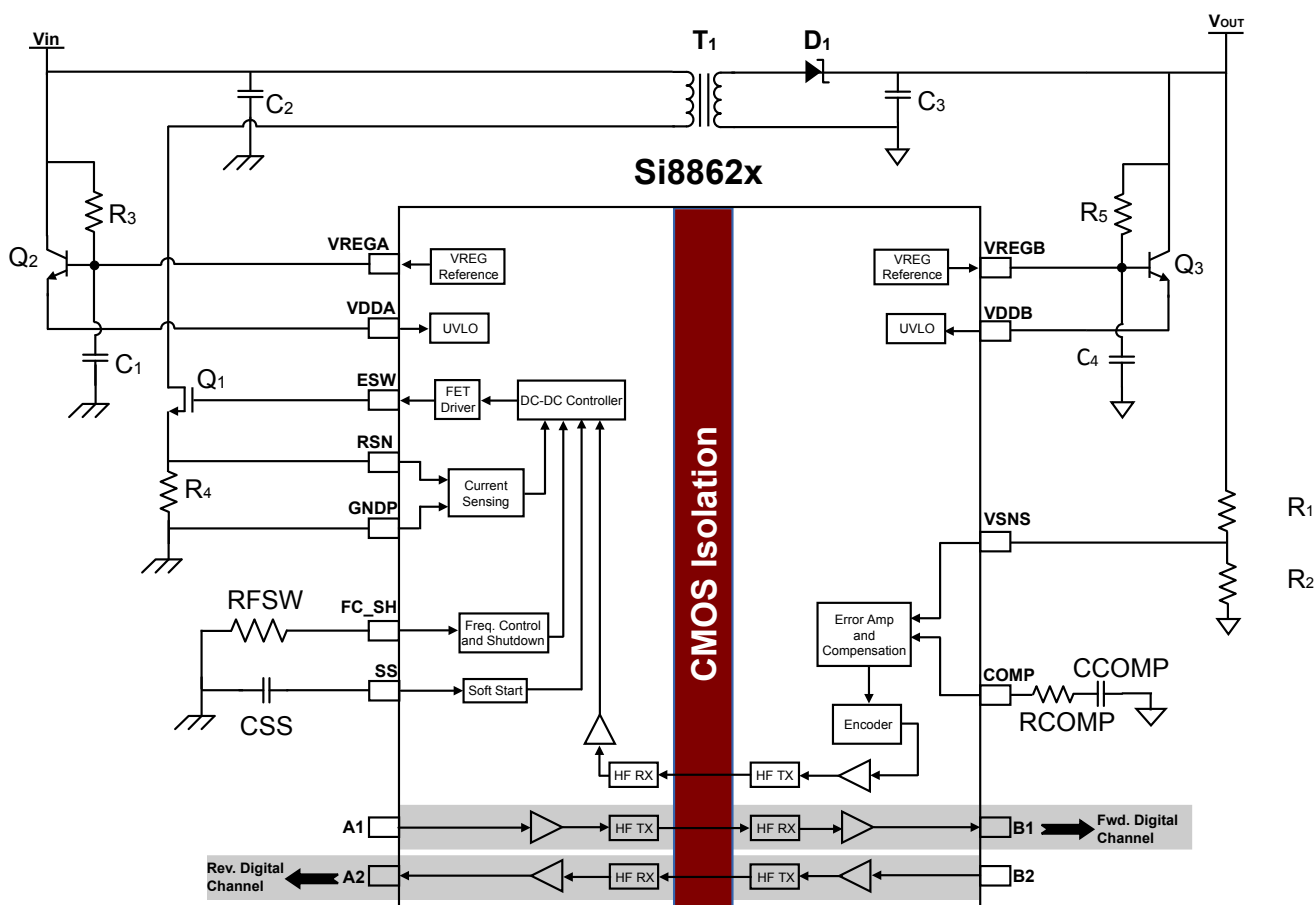 Vin
T1
D1
VOUT
C2
C3
Si8862x
R3
Q2
VREGA
VREG
Reference
VDDA
UVLO
C1
Q1
ESW
FET
Driver
DC-DC Controller
RSN
R4
Current
Sensing
GNDP
RFSW
FC_SH
Freq. Control
and Shutdown
SS
Soft Start
CSS
CMOS Isolation
R5
VREG
Reference
VREGB
Q3
UVLO
VDDB
C4
VSNS
R1
R2
Error Amp
and
Compensation
COMP
CCOMP
RCOMP
Encoder
HF RX
HF TX
A1
HF TX
HF RX
B1
Fwd. Digital
Channel
Rev. Digital
Channel
A2
HF RX
HF TX
B2